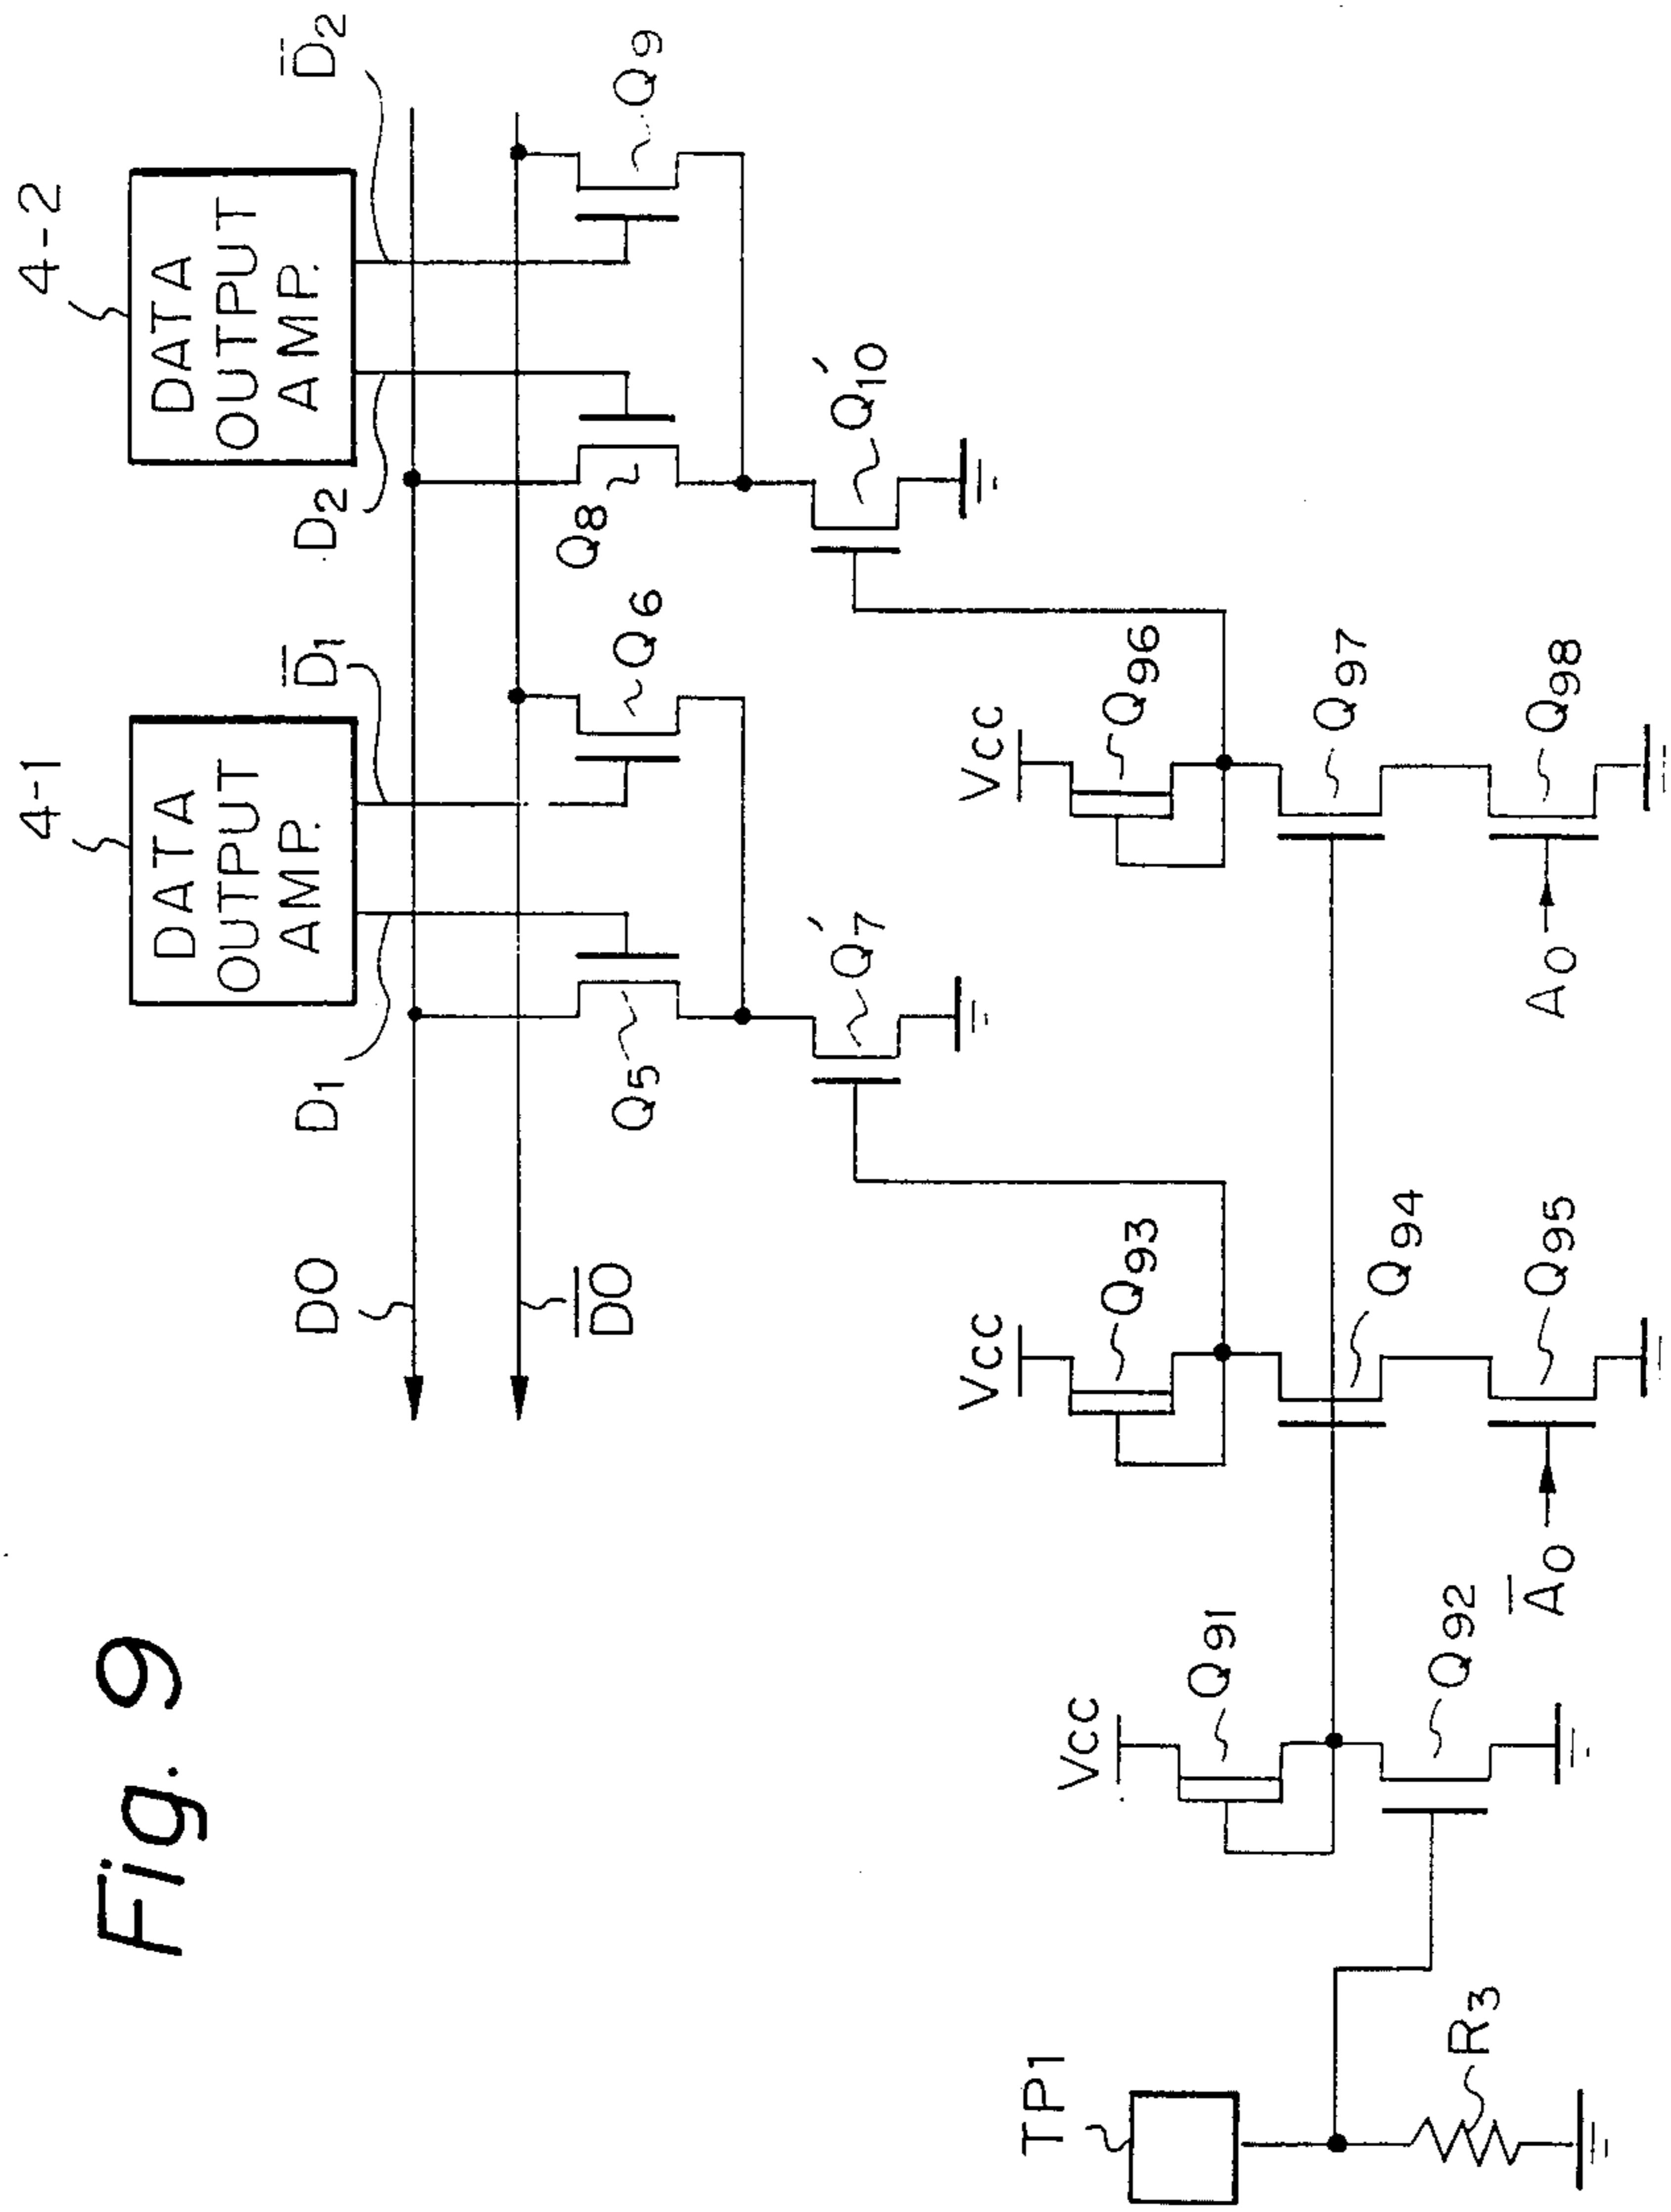 Fig. 9
4-1
4-2
DATA
OUTPUT
AMP.
DATA
OUTPUT
AMP.
D1
D̅1
D2
D̅2
DO
D̅O̅
Q5
Q6
Q8
Q9
Q7'
Q10'
VCC
VCC
VCC
Q91
Q92
Q93
Q94
Q95
Q96
Q97
Q98
A̅0
A0
TP1
R3